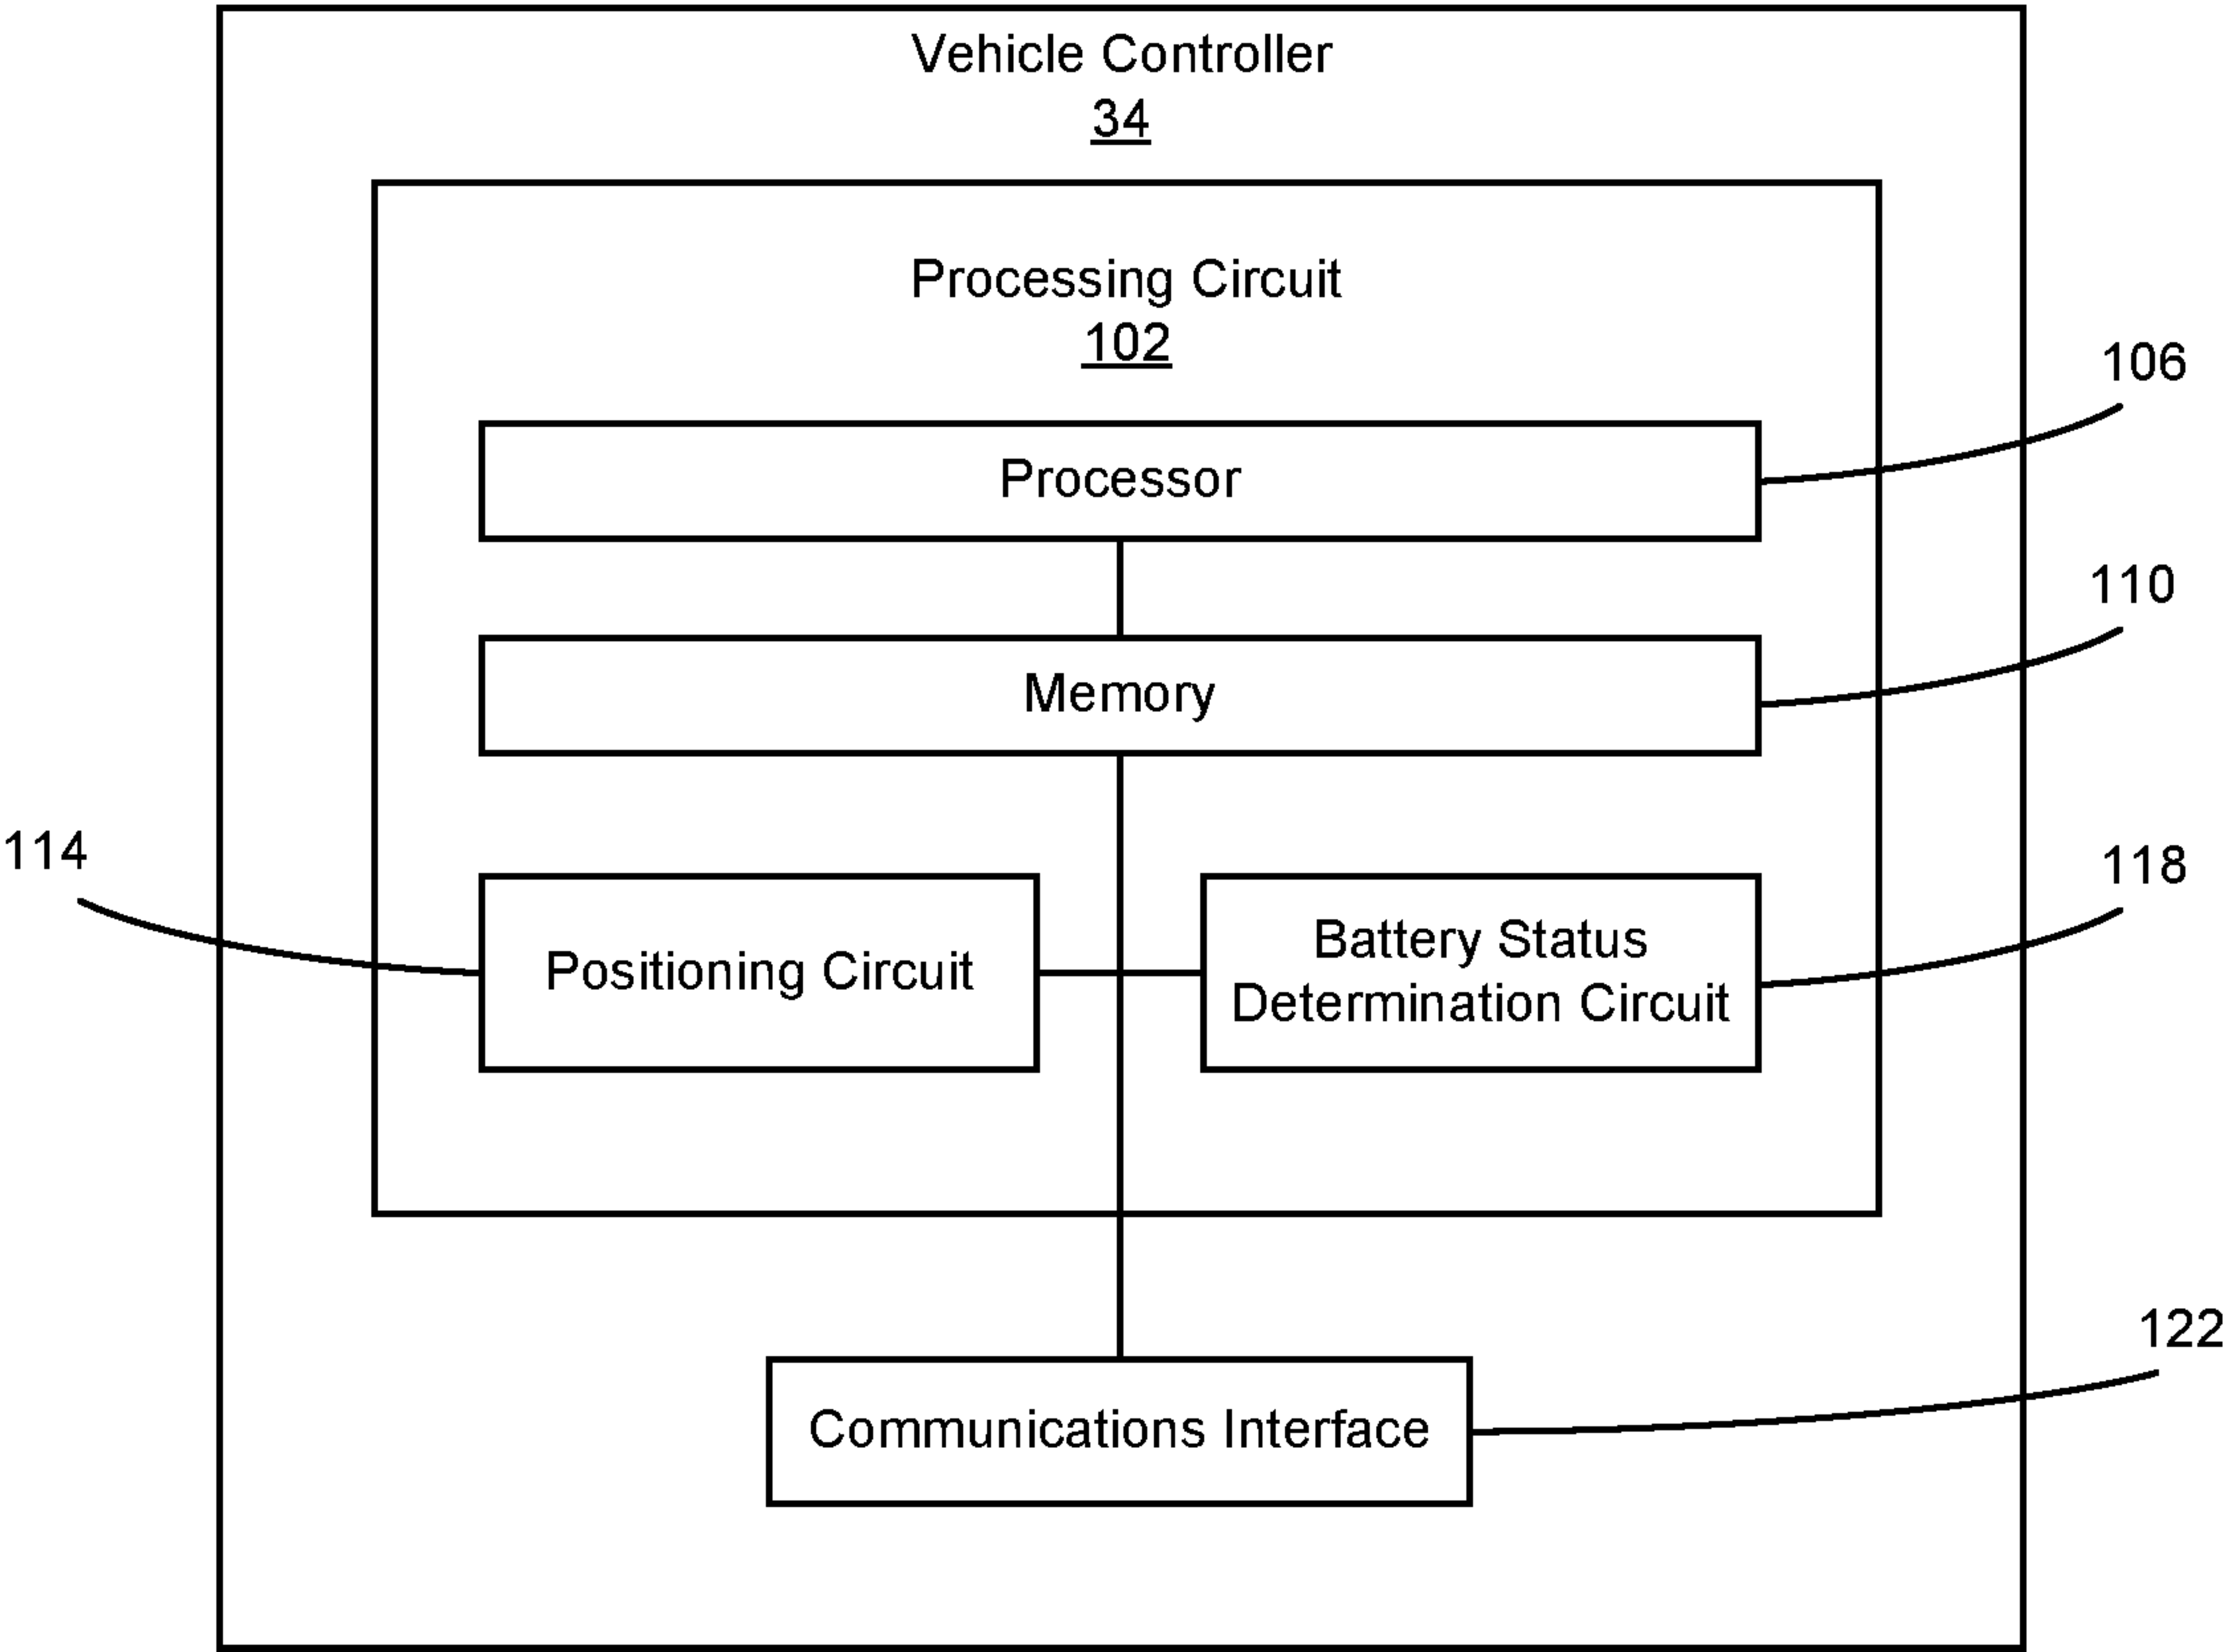 Vehicle Controller
34
Processing Circuit
102
106
Processor
110
Memory
114
118
Positioning Circuit
Battery Status
Determination Circuit
122
Communications Interface